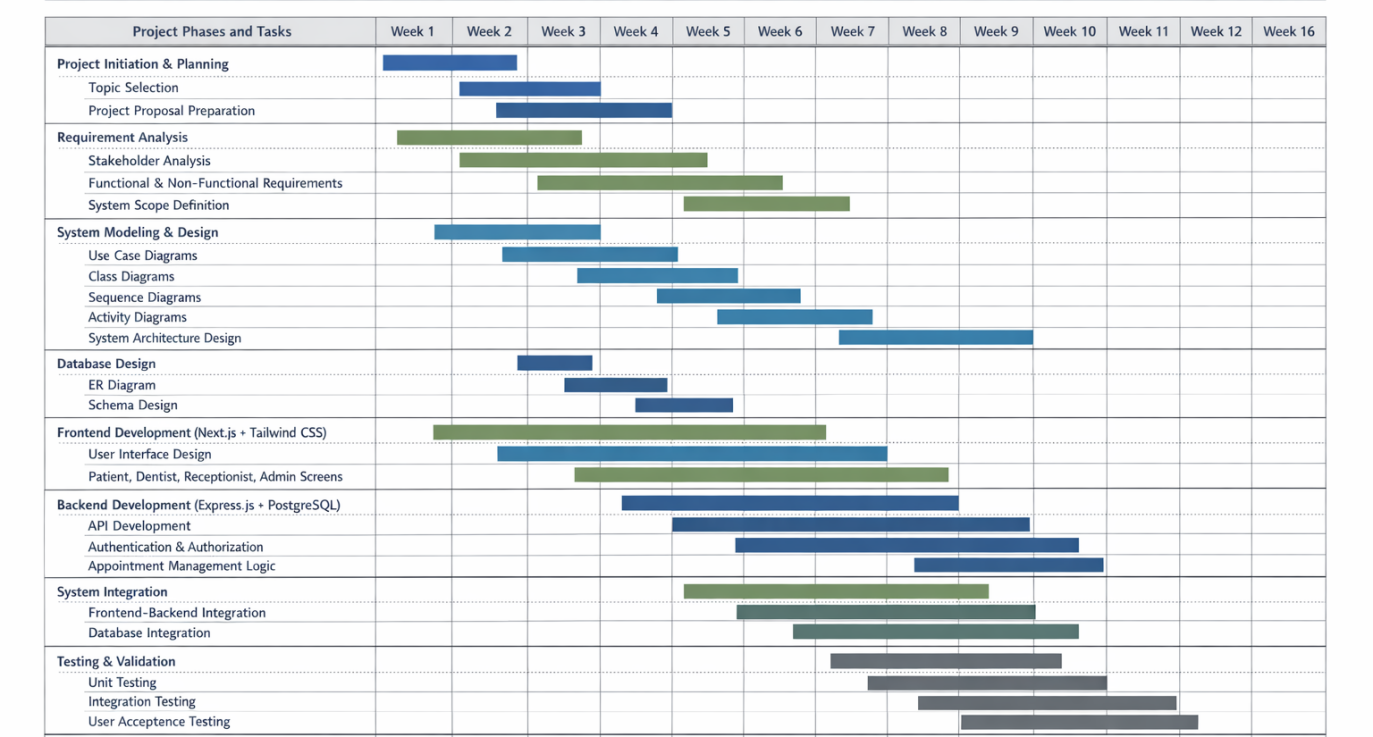 Project Phases and Tasks Week 1 Week 2 Week 3 Week 4 Week 5 Week 6 Week 7 Week 8 Week 9 Week 10 Week 11 Week 12 Week 16
Project Initiation & Planning
Topic Selection
Project Proposal Preparation
Requirement Analysis
Stakeholder Analysis
Functional & Non-Functional Requirements
System Scope Definition
System Modeling & Design
Use Case Diagrams
Class Diagrams
Sequence Diagrams
Activity Diagrams
System Architecture Design
Database Design
ER Diagram
Schema Design
Frontend Development (Next.js + Tailwind CSS)
User Interface Design
Patient, Dentist, Receptionist, Admin Screens
Backend Development (Express.js + PostgreSQL)
API Development
Authentication & Authorization
Appointment Management Logic
System Integration
Frontend-Backend Integration
Database Integration
Testing & Validation
Unit Testing
Integration Testing
User Acceptence Testing